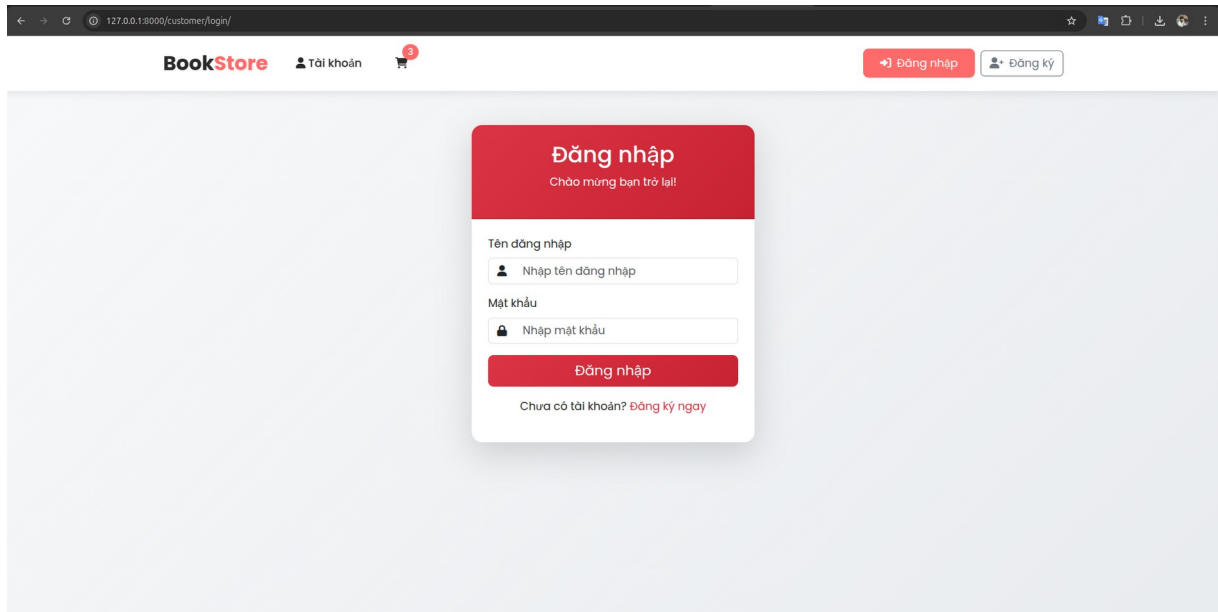 127.0.0.1:8000/customer/login/
BookStore Tài khoản 3 Đăng nhập Đăng ký
Đăng nhập
Chào mừng bạn trở lại!
Tên đăng nhập
Nhập tên đăng nhập
Mật khẩu
Nhập mật khẩu
Đăng nhập
Chưa có tài khoản? Đăng ký ngay